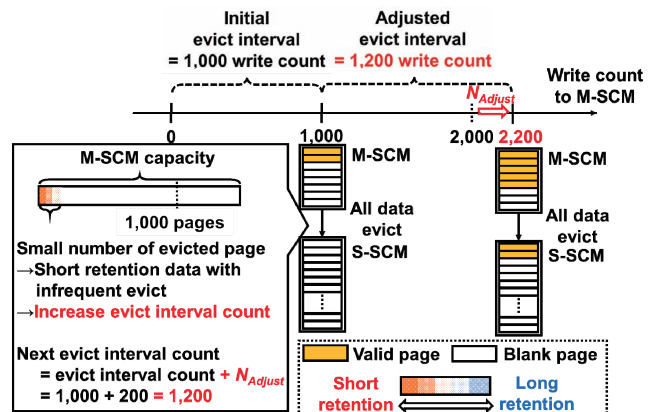 Initial
evict interval
= 1,000 write count
Adjusted
evict interval
= 1,200 write count
Write count
to M-SCM
N_Adjust
0
1,000
2,000
2,200
M-SCM capacity
1,000 pages
Small number of evicted page
→Short retention data with
infrequent evict
→Increase evict interval count
Next evict interval count
= evict interval count + N_Adjust
= 1,000 + 200 = 1,200
M-SCM
All data
evict
S-SCM
M-SCM
All data
evict
S-SCM
Valid page
Blank page
Short
retention
Long
retention